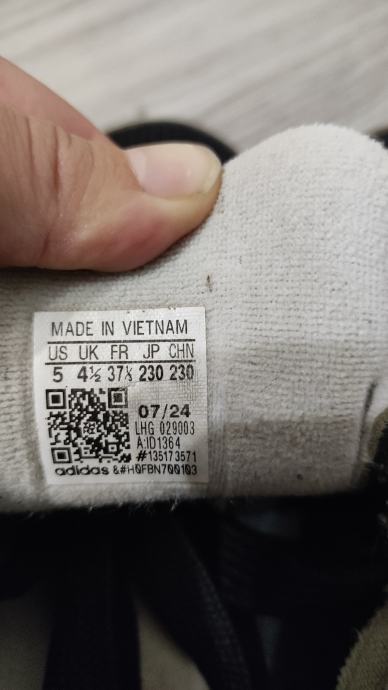 MADE IN VIETNAM
US UK FR JP CHN
5 4½ 37⅓ 230 230
07/24
LHG 029003
A:ID1364
#135173571
adidas &#H0FBN700103